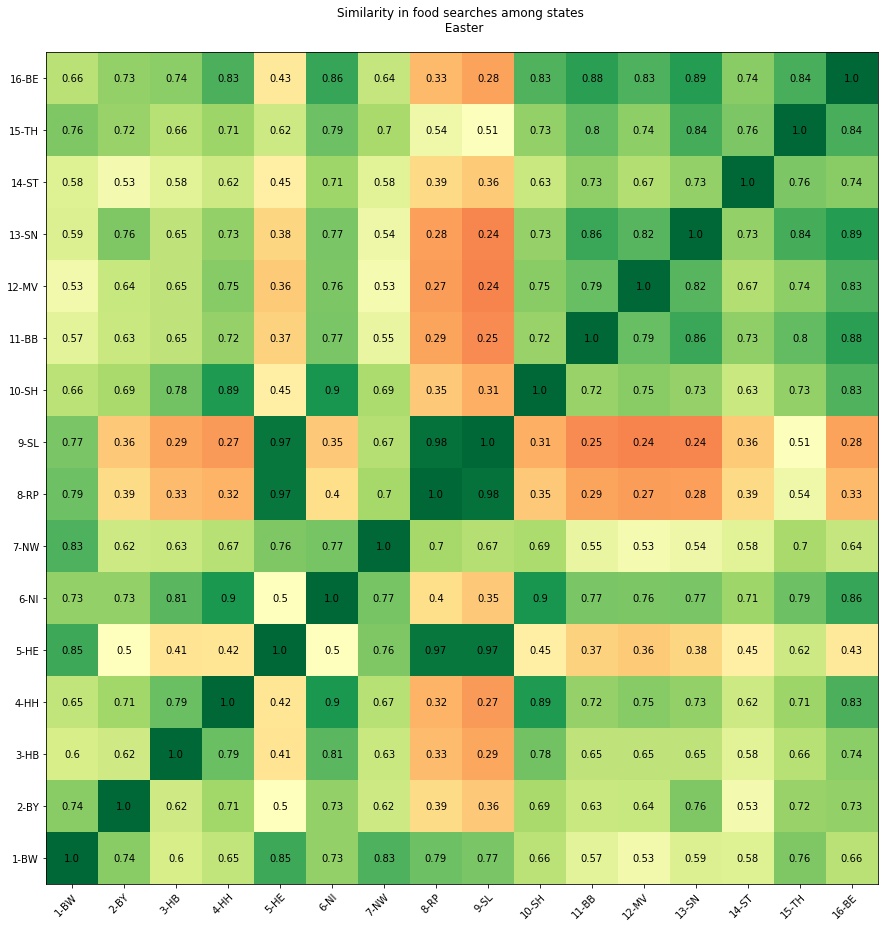 Similarity in food searches among states
Easter
16-BE 0.66 0.73 0.74 0.83 0.43 0.86 0.64 0.33 0.28 0.83 0.88 0.83 0.89 0.74 0.84 1.0
15-TH 0.76 0.72 0.66 0.71 0.62 0.79 0.7 0.54 0.51 0.73 0.8 0.74 0.84 0.76 1.0 0.84
14-ST 0.58 0.53 0.58 0.62 0.45 0.71 0.58 0.39 0.36 0.63 0.73 0.67 0.73 1.0 0.76 0.74
13-SN 0.59 0.76 0.65 0.73 0.38 0.77 0.54 0.28 0.24 0.73 0.86 0.82 1.0 0.73 0.84 0.89
12-MV 0.53 0.64 0.65 0.75 0.36 0.76 0.53 0.27 0.24 0.75 0.79 1.0 0.82 0.67 0.74 0.83
11-BB 0.57 0.63 0.65 0.72 0.37 0.77 0.55 0.29 0.25 0.72 1.0 0.79 0.86 0.73 0.8 0.88
10-SH 0.66 0.69 0.78 0.89 0.45 0.9 0.69 0.35 0.31 1.0 0.72 0.75 0.73 0.63 0.73 0.83
9-SL 0.77 0.36 0.29 0.27 0.97 0.35 0.67 0.98 1.0 0.31 0.25 0.24 0.24 0.36 0.51 0.28
8-RP 0.79 0.39 0.33 0.32 0.97 0.4 0.7 1.0 0.98 0.35 0.29 0.27 0.28 0.39 0.54 0.33
7-NW 0.83 0.62 0.63 0.67 0.76 0.77 1.0 0.7 0.67 0.69 0.55 0.53 0.54 0.58 0.7 0.64
6-NI 0.73 0.73 0.81 0.9 0.5 1.0 0.77 0.4 0.35 0.9 0.77 0.76 0.77 0.71 0.79 0.86
5-HE 0.85 0.5 0.41 0.42 1.0 0.5 0.76 0.97 0.97 0.45 0.37 0.36 0.38 0.45 0.62 0.43
4-HH 0.65 0.71 0.79 1.0 0.42 0.9 0.67 0.32 0.27 0.89 0.72 0.75 0.73 0.62 0.71 0.83
3-HB 0.6 0.62 1.0 0.79 0.41 0.81 0.63 0.33 0.29 0.78 0.65 0.65 0.65 0.58 0.66 0.74
2-BY 0.74 1.0 0.62 0.71 0.5 0.73 0.62 0.39 0.36 0.69 0.63 0.64 0.76 0.53 0.72 0.73
1-BW 1.0 0.74 0.6 0.65 0.85 0.73 0.83 0.79 0.77 0.66 0.57 0.53 0.59 0.58 0.76 0.66
1-BW 2-BY 3-HB 4-HH 5-HE 6-NI 7-NW 8-RP 9-SL 10-SH 11-BB 12-MV 13-SN 14-ST 15-TH 16-BE